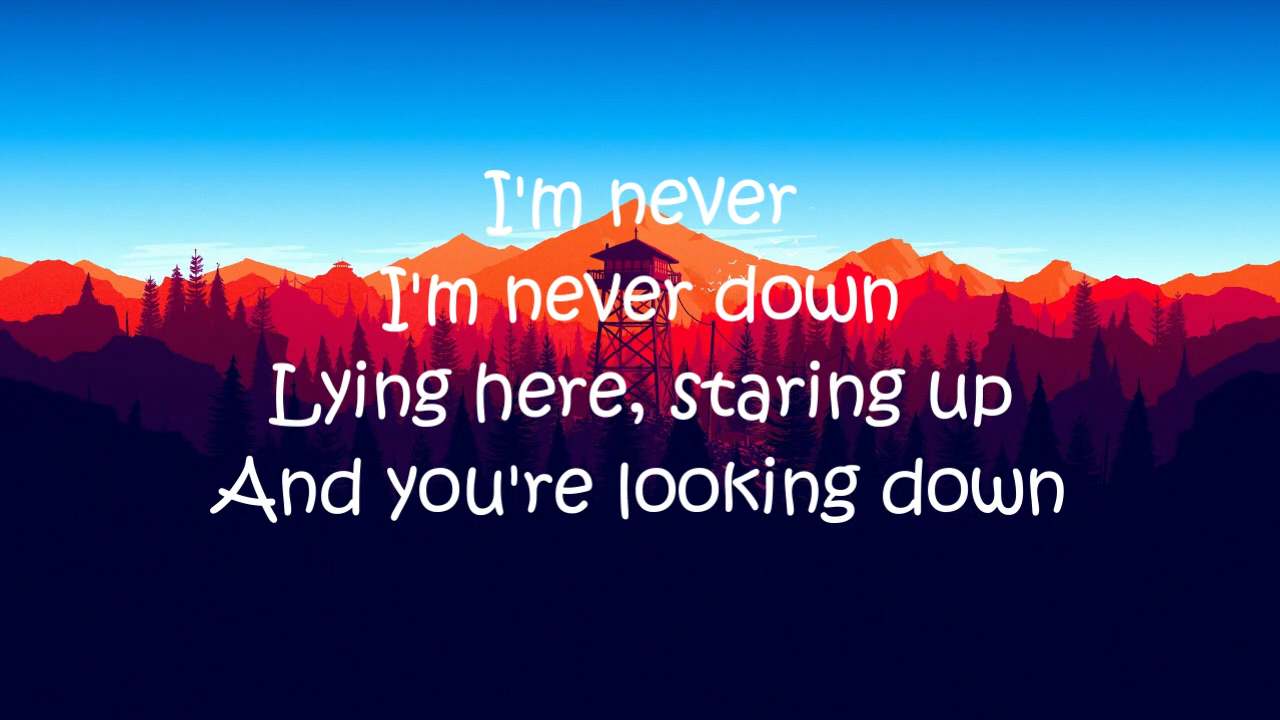 I'm never
I'm never down
Lying here, staring up
And you're looking down